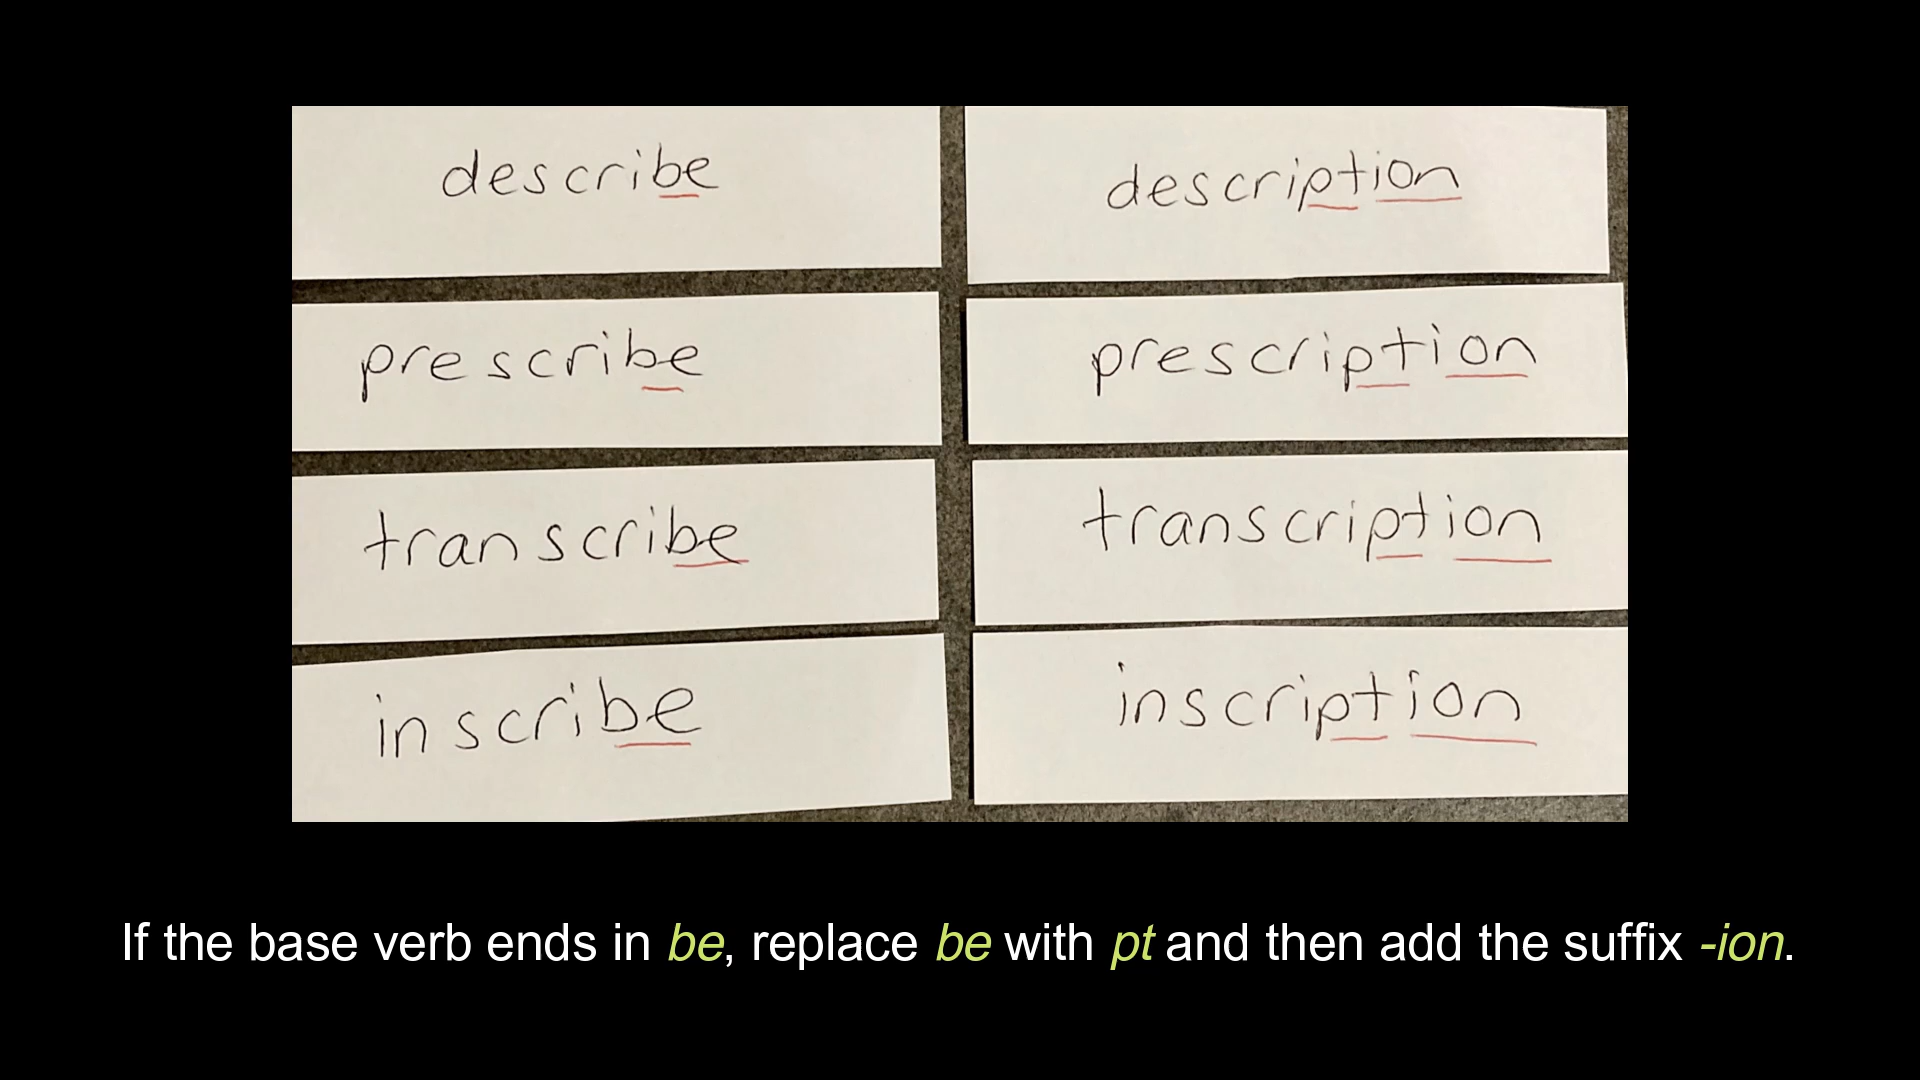 describe
description
prescribe
prescription
transcribe
transcription
inscribe
inscription
If the base verb ends in be, replace be with pt and then add the suffix -ion.